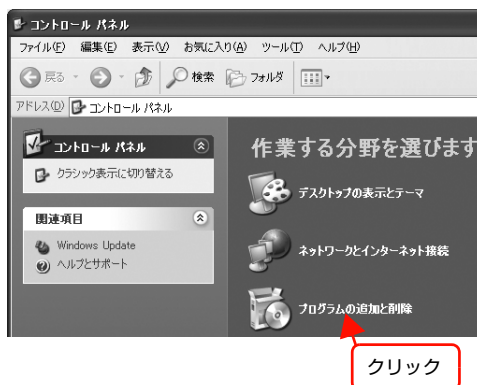 コントロール パネル
ファイル(F) 編集(E) 表示(V) お気に入り(A) ツール(T) ヘルプ(H)
戻る 検索 フォルダ
アドレス(D) コントロール パネル
コントロール パネル
クラシック表示に切り替える
関連項目
Windows Update
ヘルプとサポート
作業する分野を選びます
デスクトップの表示とテーマ
ネットワークとインターネット接続
プログラムの追加と削除
クリック